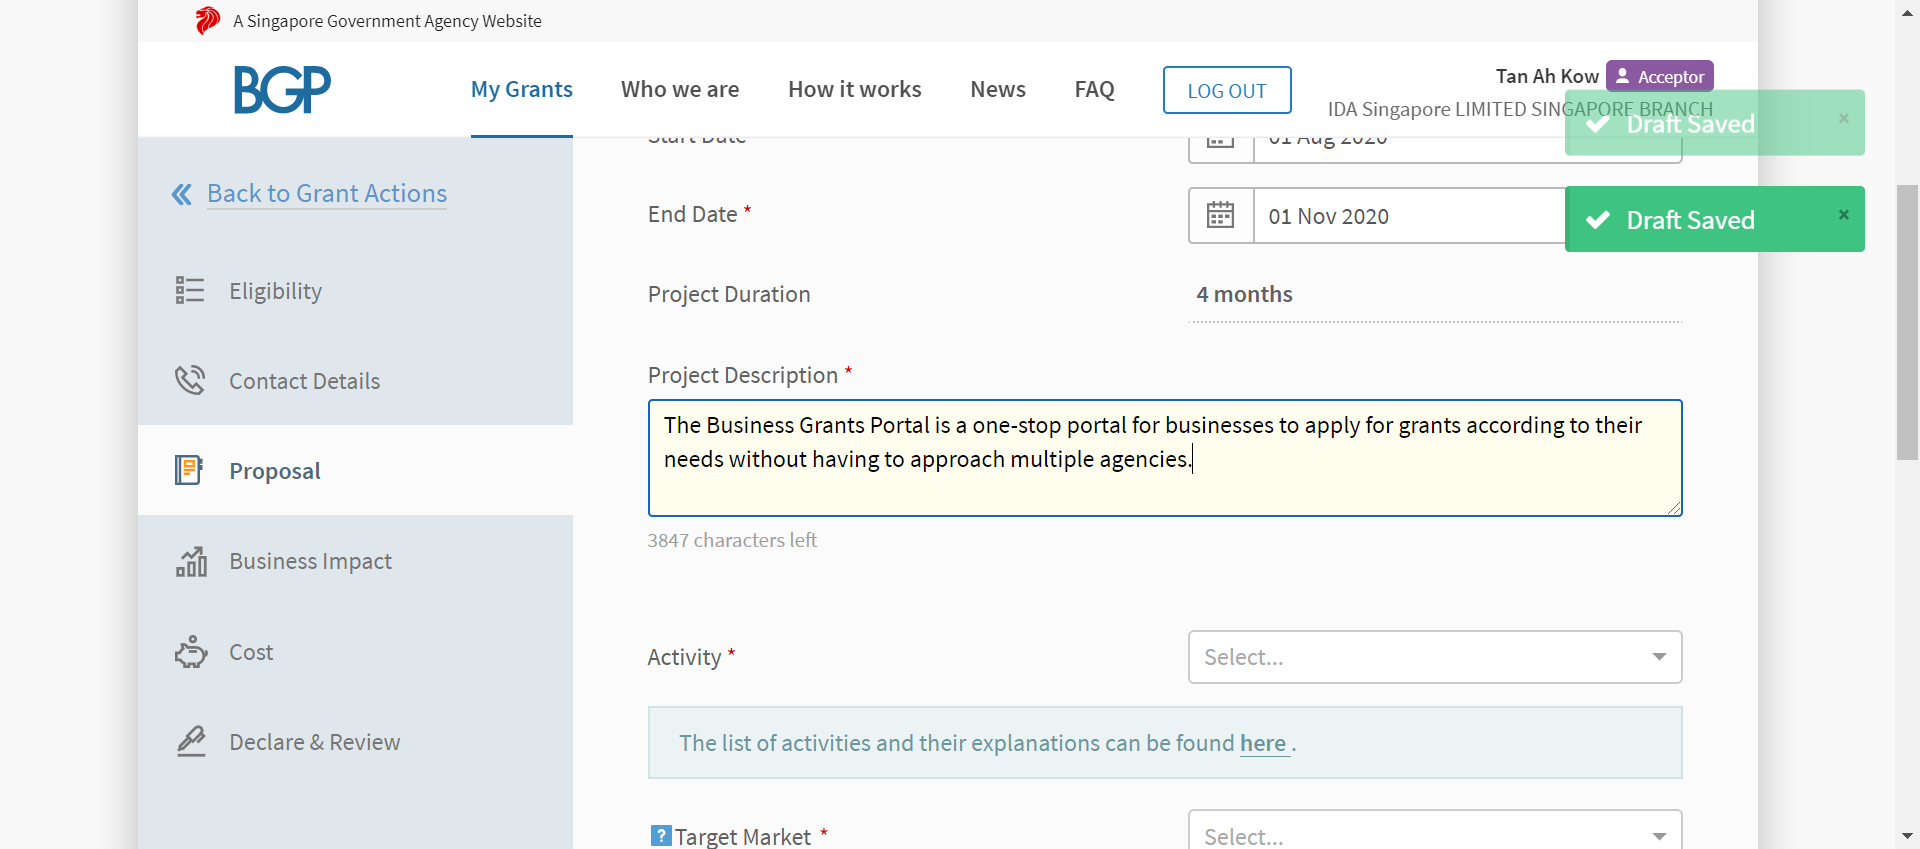 A Singapore Government Agency Website
BGP
My Grants
Who we are
How it works
News
FAQ
LOG OUT
Tan Ah Kow
Acceptor
IDA Singapore LIMITED SINGAPORE BRANCH
Draft Saved ×
Draft Saved ×
Back to Grant Actions
Eligibility
Contact Details
Proposal
Business Impact
Cost
Declare & Review
Start Date
01 Aug 2020
End Date *
01 Nov 2020
Project Duration
4 months
Project Description *
The Business Grants Portal is a one-stop portal for businesses to apply for grants according to their
needs without having to approach multiple agencies.
3847 characters left
Activity *
Select...
The list of activities and their explanations can be found here .
? Target Market *
Select...